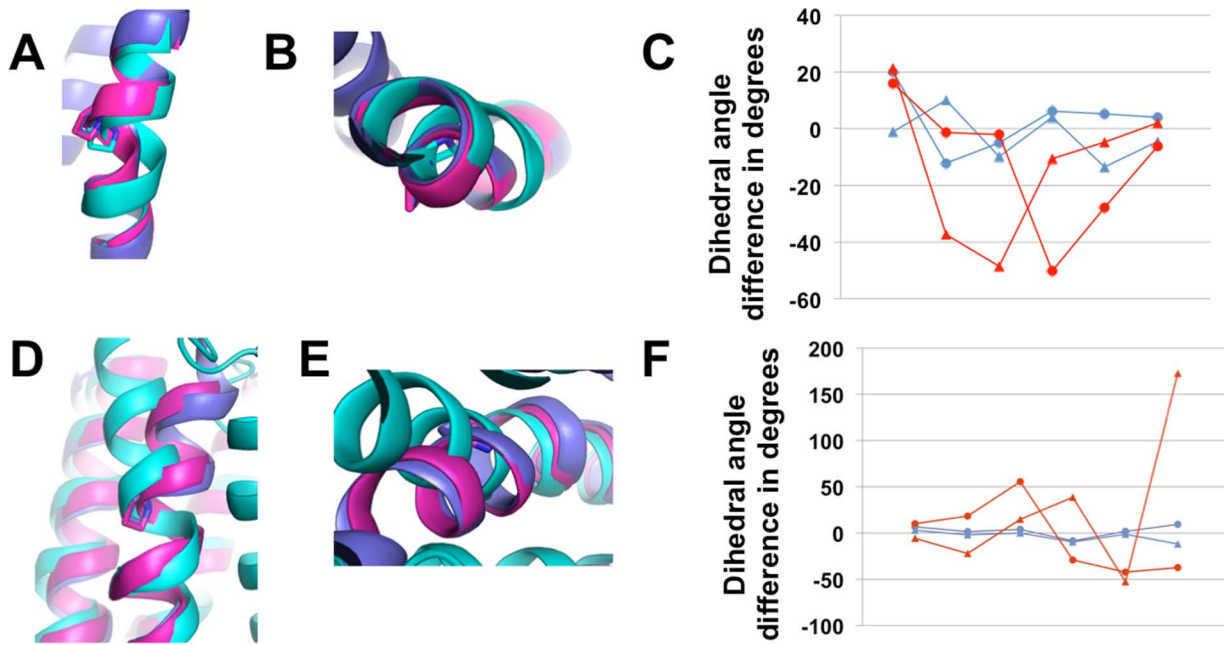 A
B
C
Dihedral angle
difference in degrees
40
20
0
-20
-40
-60
D
E
F
Dihedral angle
difference in degrees
200
150
100
50
0
-50
-100